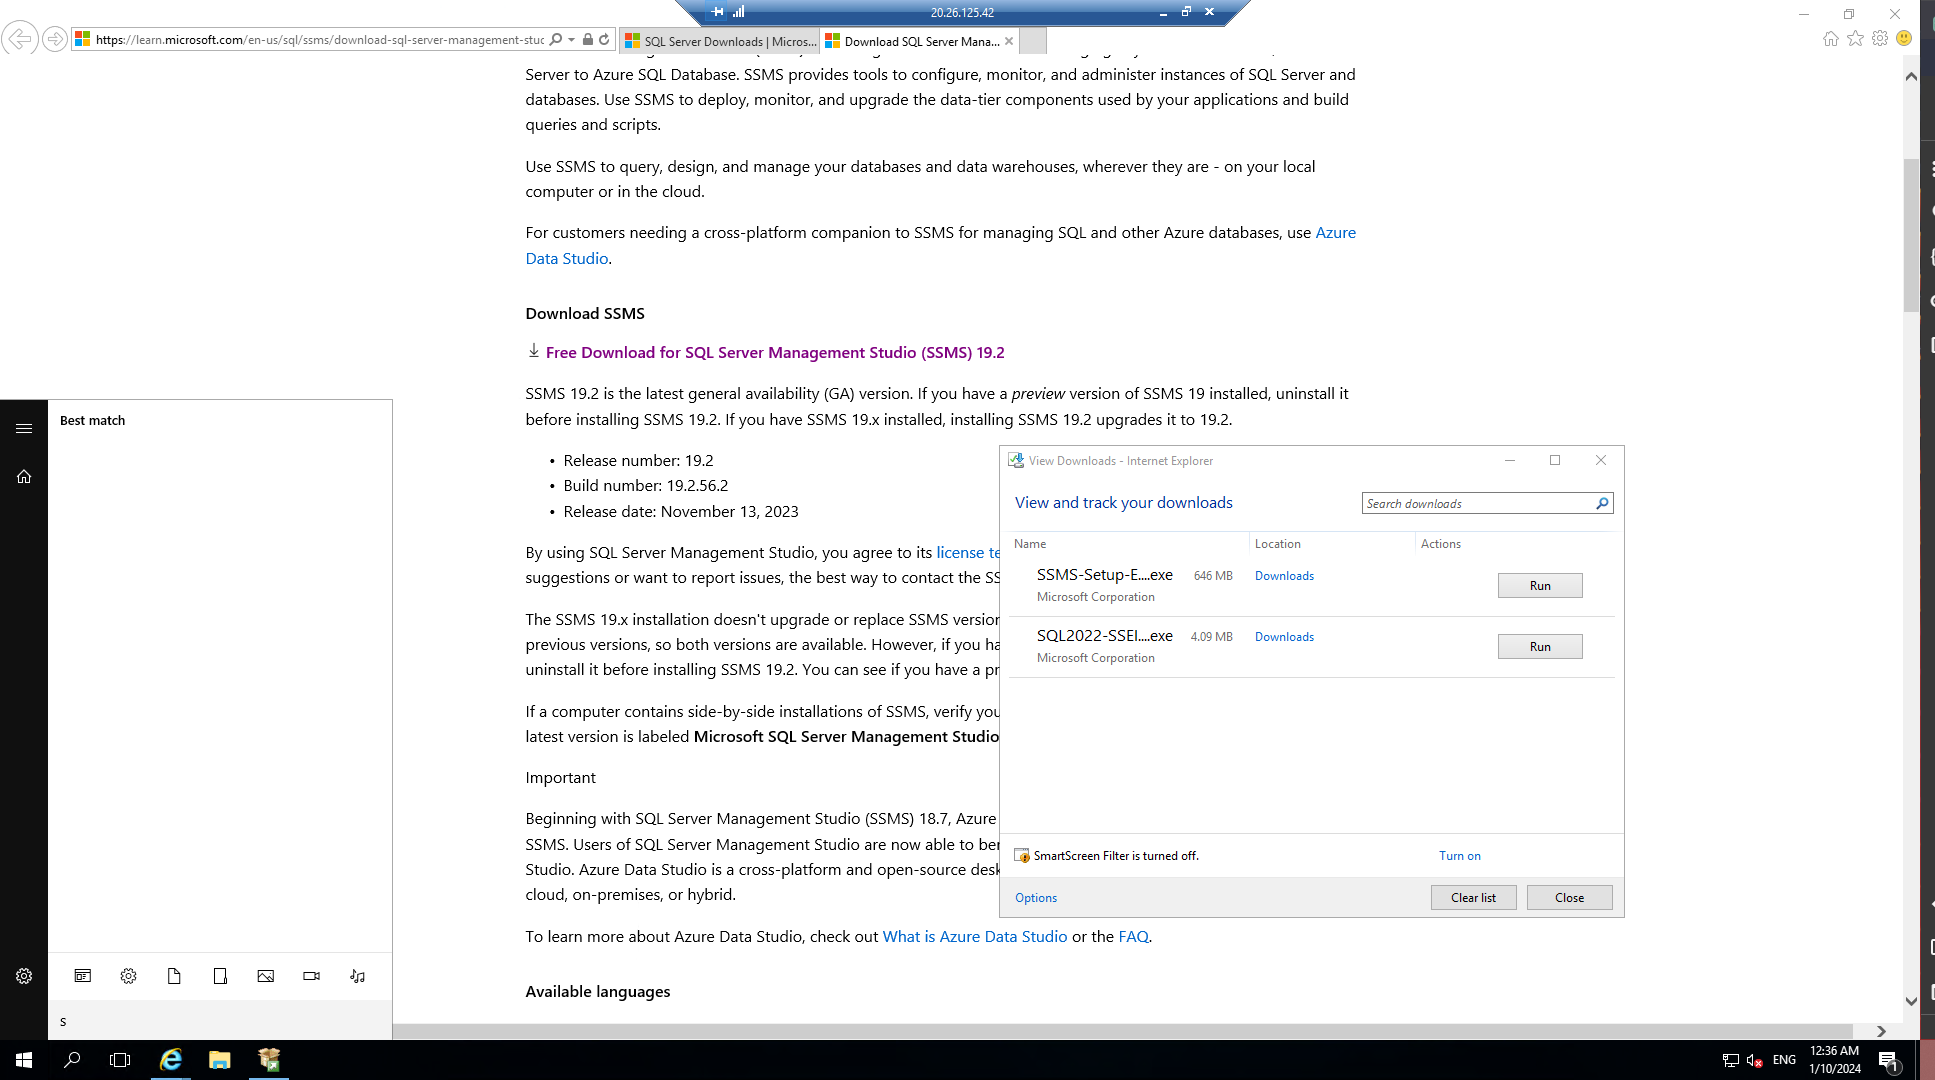 20.26.125.42
https://learn.microsoft.com/en-us/sql/ssms/download-sql-server-management-stuc
SQL Server Downloads | Micros...
Download SQL Server Mana...
Server to Azure SQL Database. SSMS provides tools to configure, monitor, and administer instances of SQL Server and
databases. Use SSMS to deploy, monitor, and upgrade the data-tier components used by your applications and build
queries and scripts.
Use SSMS to query, design, and manage your databases and data warehouses, wherever they are - on your local
computer or in the cloud.
For customers needing a cross-platform companion to SSMS for managing SQL and other Azure databases, use Azure
Data Studio.
Download SSMS
Free Download for SQL Server Management Studio (SSMS) 19.2
SSMS 19.2 is the latest general availability (GA) version. If you have a preview version of SSMS 19 installed, uninstall it
before installing SSMS 19.2. If you have SSMS 19.x installed, installing SSMS 19.2 upgrades it to 19.2.
• Release number: 19.2
• Build number: 19.2.56.2
• Release date: November 13, 2023
By using SQL Server Management Studio, you agree to its license te
suggestions or want to report issues, the best way to contact the SS
The SSMS 19.x installation doesn't upgrade or replace SSMS version
previous versions, so both versions are available. However, if you ha
uninstall it before installing SSMS 19.2. You can see if you have a pr
If a computer contains side-by-side installations of SSMS, verify you
latest version is labeled Microsoft SQL Server Management Studio
Important
Beginning with SQL Server Management Studio (SSMS) 18.7, Azure
SSMS. Users of SQL Server Management Studio are now able to ber
Studio. Azure Data Studio is a cross-platform and open-source desk
cloud, on-premises, or hybrid.
To learn more about Azure Data Studio, check out What is Azure Data Studio or the FAQ.
Available languages
Best match
s
View Downloads - Internet Explorer
View and track your downloads
Search downloads
Name Location Actions
SSMS-Setup-E....exe 646 MB Downloads
Run
Microsoft Corporation
SQL2022-SSEI....exe 4.09 MB Downloads
Run
Microsoft Corporation
SmartScreen Filter is turned off. Turn on
Options Clear list Close
ENG
12:36 AM
1/10/2024
1